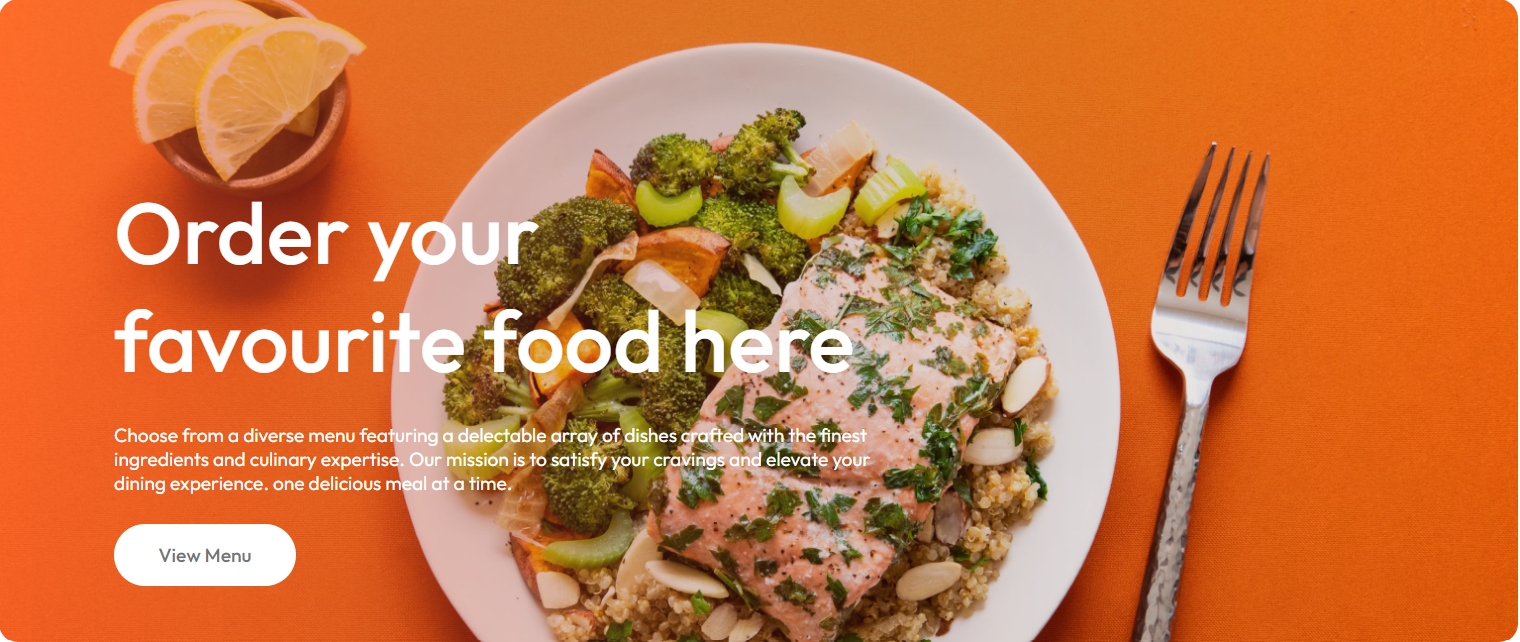 Order your
favourite food here
Choose from a diverse menu featuring a delectable array of dishes crafted with the finest
ingredients and culinary expertise. Our mission is to satisfy your cravings and elevate your
dining experience. one delicious meal at a time.
View Menu